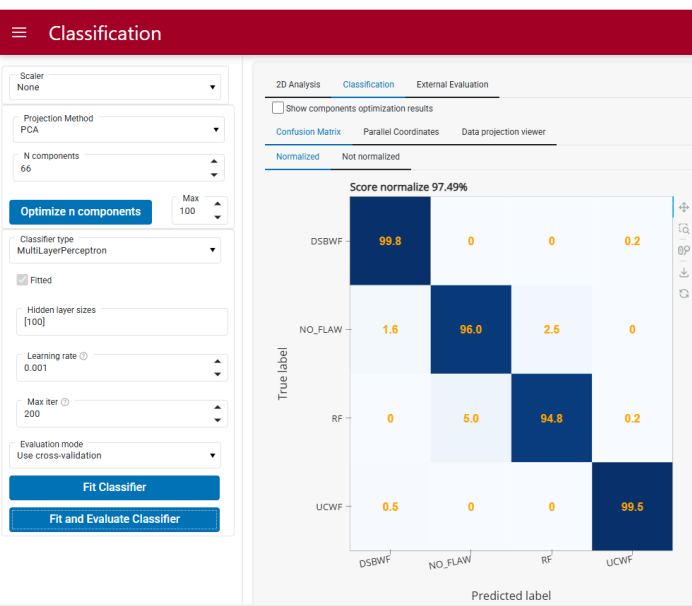 Classification
Scaler
None
Projection Method
PCA
N components
66
Optimize n components
Max
100
Classifier type
MultiLayerPerceptron
Fitted
Hidden layer sizes
[100]
Learning rate
0.001
Max iter
200
Evaluation mode
Use cross-validation
Fit Classifier
Fit and Evaluate Classifier
2D Analysis Classification External Evaluation
Show components optimization results
Confusion Matrix Parallel Coordinates Data projection viewer
Normalized Not normalized
Score normalize 97.49%
True label
DSBWF 99.8 0 0 0.2
NO_FLAW 1.6 96.0 2.5 0
RF 0 5.0 94.8 0.2
UCWF 0.5 0 0 99.5
DSBWF NO_FLAW RF UCWF
Predicted label